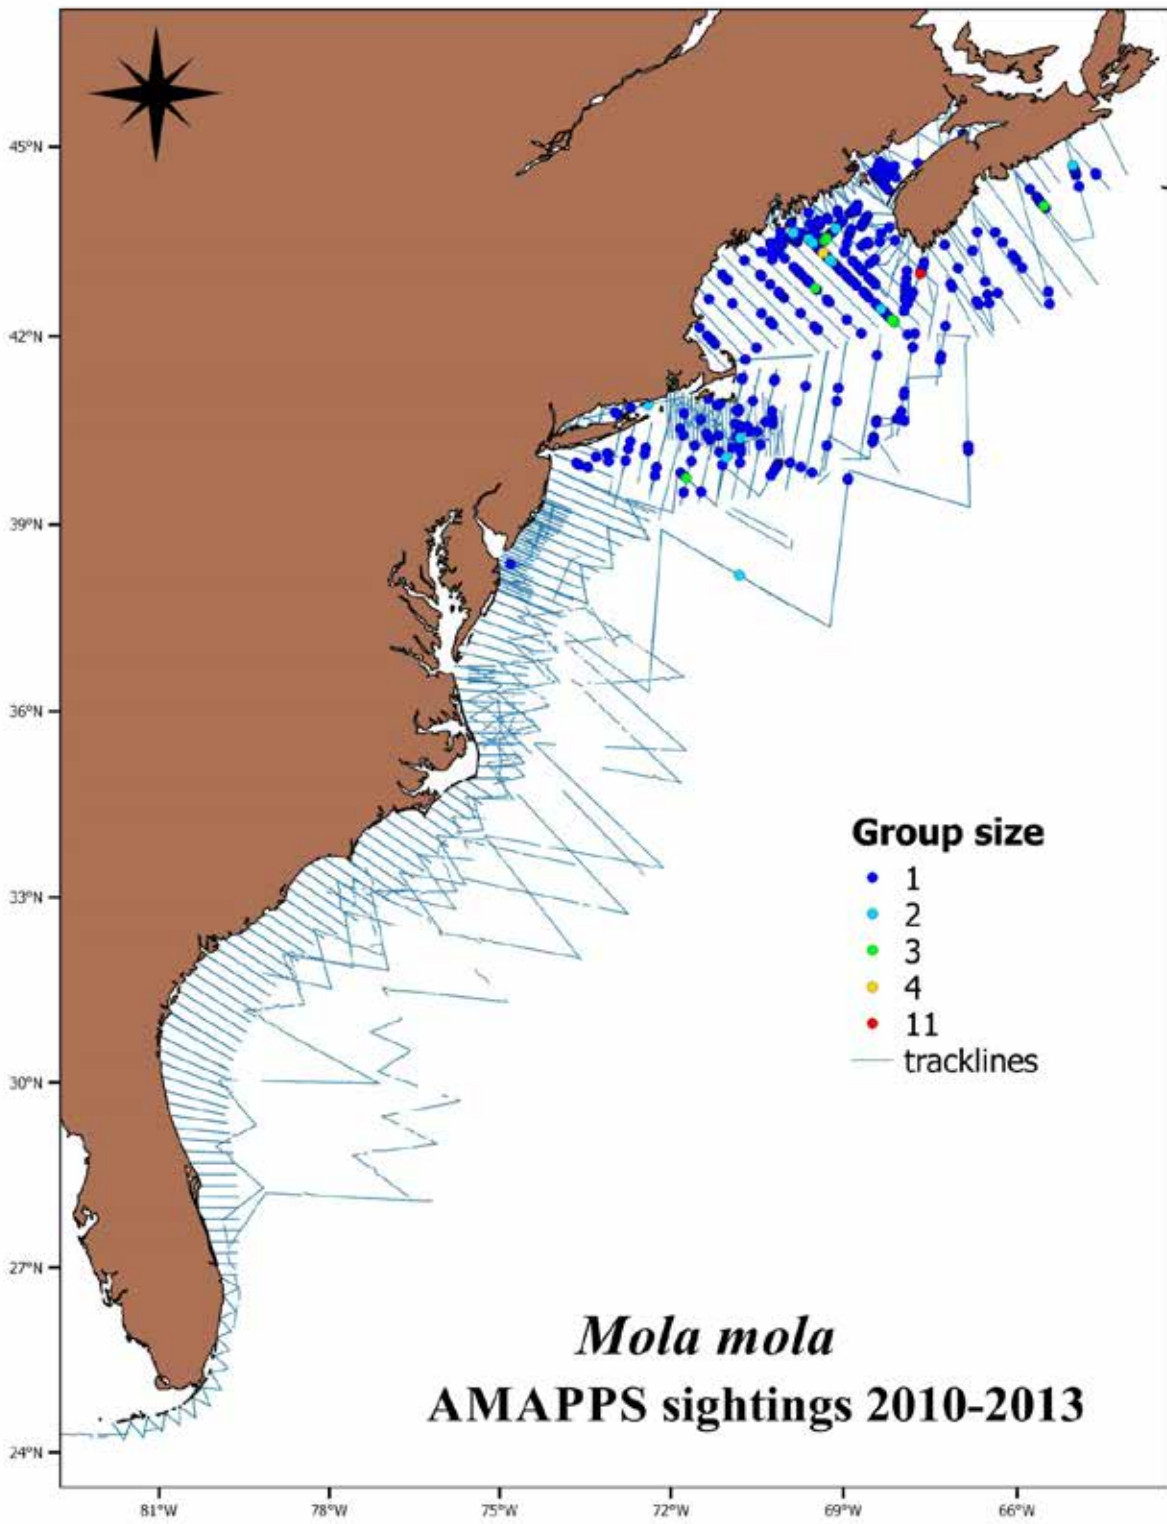 45°N
42°N
39°N
36°N
33°N
30°N
27°N
24°N
Group size
1
2
3
4
11
tracklines
Mola mola
AMAPPS sightings 2010-2013
81°W
78°W
75°W
72°W
69°W
66°W